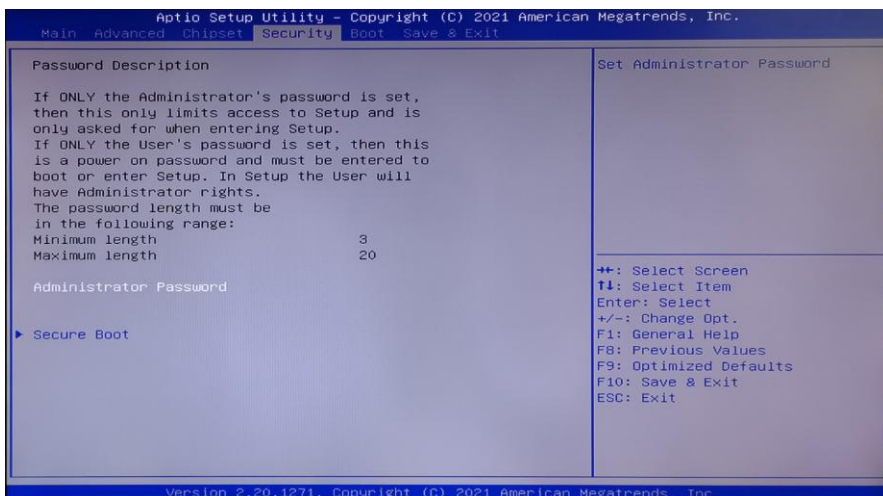 Aptio Setup Utility – Copyright (C) 2021 American Megatrends, Inc.
Main Advanced Chipset Security Boot Save & Exit
Password Description
If ONLY the Administrator's password is set,
then this only limits access to Setup and is
only asked for when entering Setup.
If ONLY the User's password is set, then this
is a power on password and must be entered to
boot or enter Setup. In Setup the User will
have Administrator rights.
The password length must be
in the following range:
Minimum length 3
Maximum length 20
Administrator Password
▶ Secure Boot
Set Administrator Password
→←: Select Screen
↑↓: Select Item
Enter: Select
+/-: Change Opt.
F1: General Help
F8: Previous Values
F9: Optimized Defaults
F10: Save & Exit
ESC: Exit
Version 2.20.1271. Copyright (C) 2021 American Megatrends, Inc.